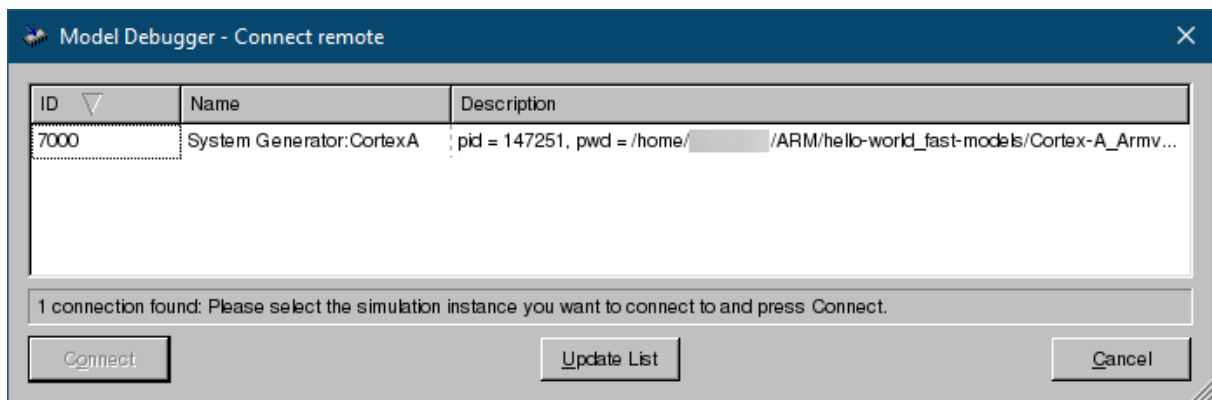 Model Debugger - Connect remote
ID Name Description
7000 System Generator:CortexA pid = 147251, pwd = /home/ /ARM/hello-world_fast-models/Cortex-A_Armv...
1 connection found: Please select the simulation instance you want to connect to and press Connect.
Connect Update List Cancel